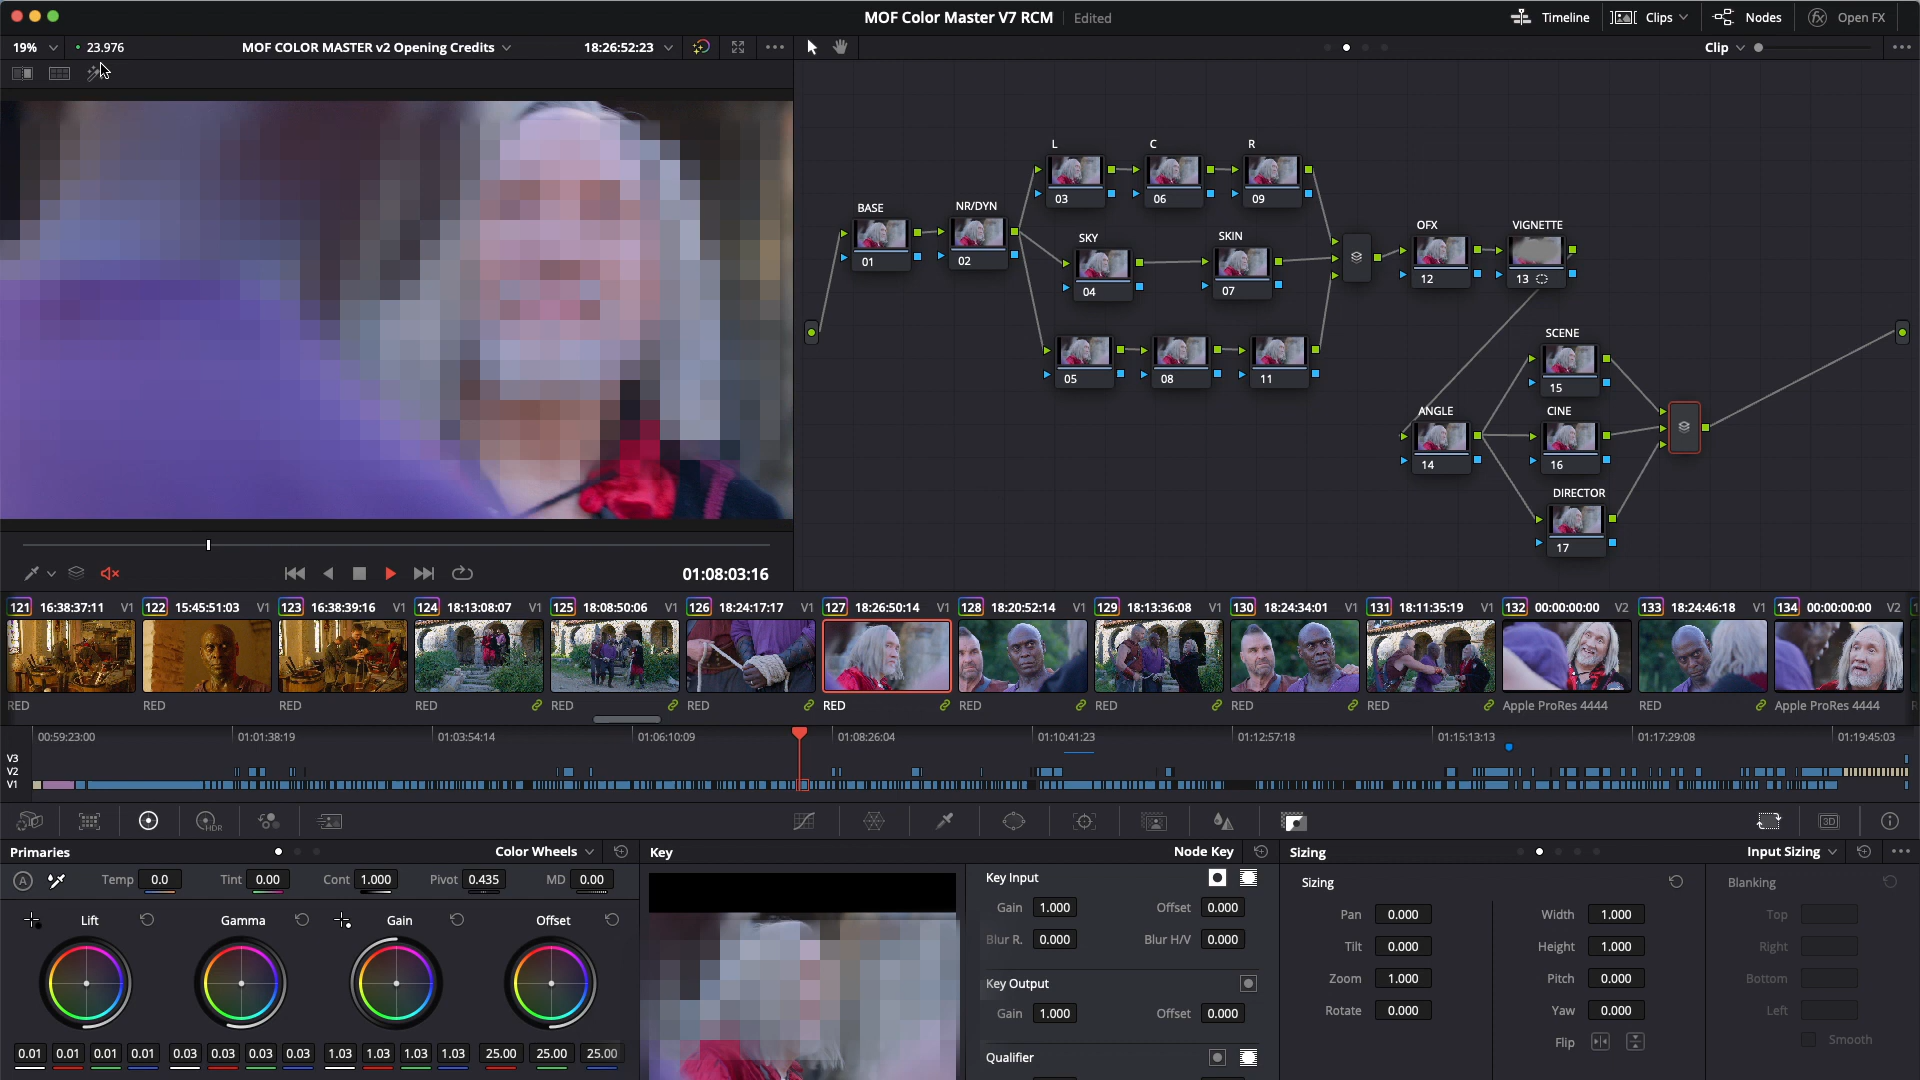 MOF Color Master V7 RCM Edited
Timeline Clips Nodes Open FX
19% 23.976 MOF COLOR MASTER v2 Opening Credits 18:26:52:23 Clip
L C R
03 06 09
BASE NR/DYN
01 02
SKY SKIN
04 07
05 08 11
OFX VIGNETTE
12 13
SCENE
15
ANGLE CINE
14 16
DIRECTOR
17
01:08:03:16
121 16:38:37:11 V1 122 15:45:51:03 V1 123 16:38:39:16 V1 124 18:13:08:07 V1 125 18:08:50:06 V1 126 18:24:17:17 V1 127 18:26:50:14 V1 128 18:20:52:14 V1 129 18:13:36:08 V1 130 18:24:34:01 V1 131 18:11:35:19 V1 132 00:00:00:00 V2 133 18:24:46:18 V1 134 00:00:00:00 V2
RED RED RED RED RED RED RED RED RED RED RED Apple ProRes 4444 RED Apple ProRes 4444
00:59:23:00 01:01:38:19 01:03:54:14 01:06:10:09 01:08:26:04 01:10:41:23 01:12:57:18 01:15:13:13 01:17:29:08 01:19:45:03
V3
V2
V1
HDR 3D
Primaries Color Wheels Key Node Key Sizing Input Sizing
A Temp 0.0 Tint 0.00 Cont 1.000 Pivot 0.435 MD 0.00
Lift Gamma Gain Offset
0.01 0.01 0.01 0.01 0.03 0.03 0.03 0.03 1.03 1.03 1.03 1.03 25.00 25.00 25.00
Key Input
Gain 1.000 Offset 0.000
Blur R. 0.000 Blur H/V 0.000
Key Output
Gain 1.000 Offset 0.000
Qualifier
Sizing Blanking
Pan 0.000 Width 1.000 Top
Tilt 0.000 Height 1.000 Right
Zoom 1.000 Pitch 0.000 Bottom
Rotate 0.000 Yaw 0.000 Left
Flip Smooth